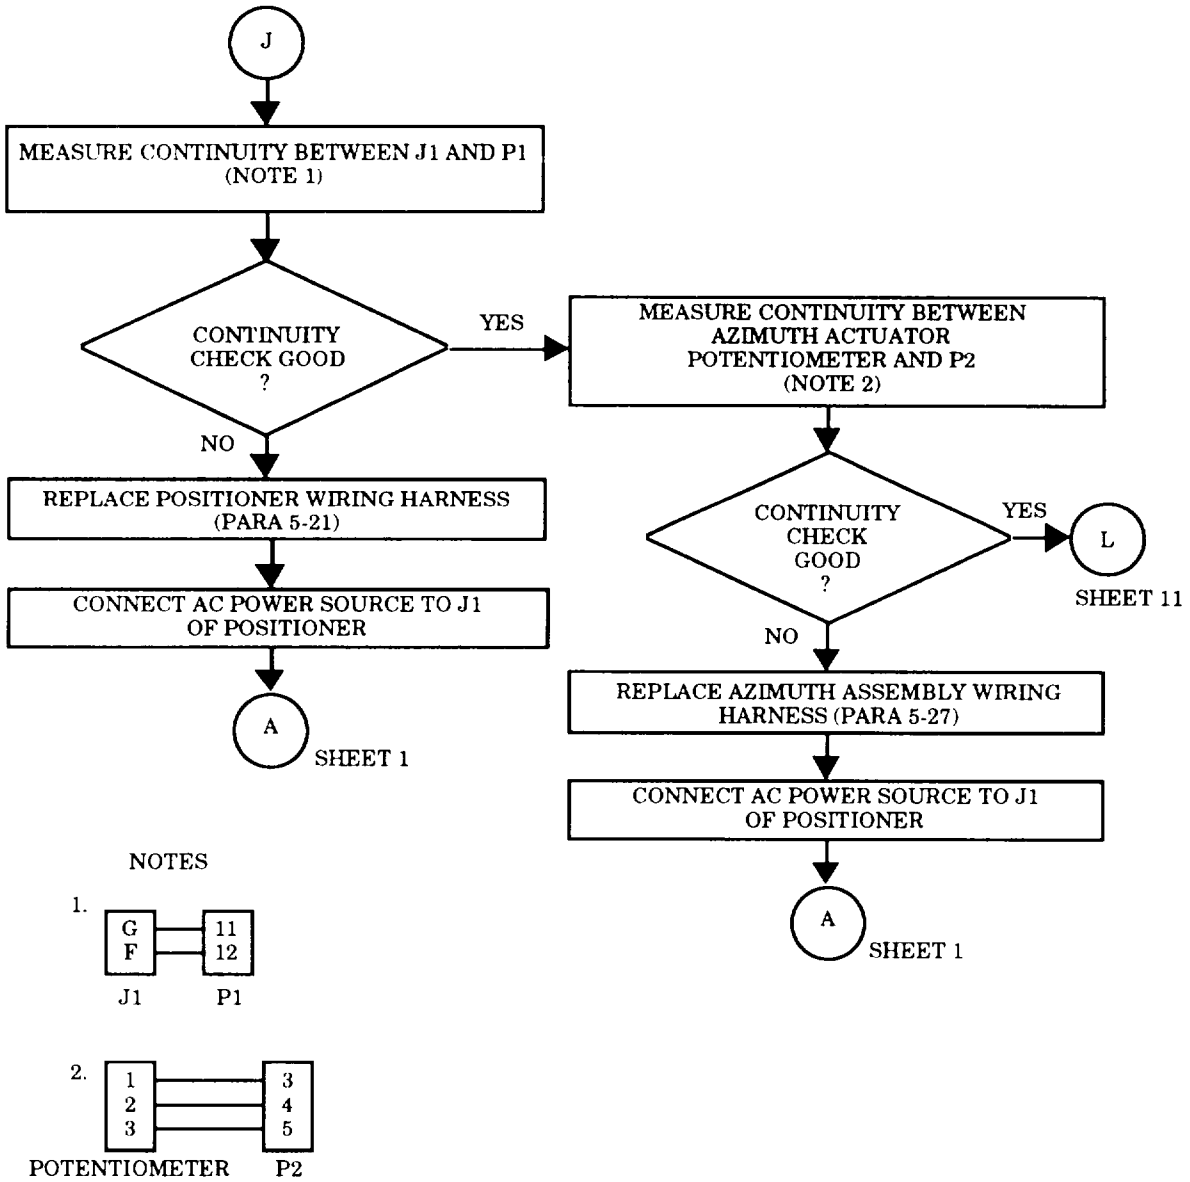 J
MEASURE CONTINUITY BETWEEN J1 AND P1
(NOTE 1)
CONTINUITY
CHECK GOOD
?
YES
NO
REPLACE POSITIONER WIRING HARNESS
(PARA 5-21)
CONNECT AC POWER SOURCE TO J1
OF POSITIONER
A
SHEET 1
MEASURE CONTINUITY BETWEEN
AZIMUTH ACTUATOR
POTENTIOMETER AND P2
(NOTE 2)
CONTINUITY
CHECK
GOOD
?
YES
L
SHEET 11
NO
REPLACE AZIMUTH ASSEMBLY WIRING
HARNESS (PARA 5-27)
CONNECT AC POWER SOURCE TO J1
OF POSITIONER
A
SHEET 1
NOTES
1.
G 11
F 12
J1 P1
2.
1 3
2 4
3 5
POTENTIOMETER P2